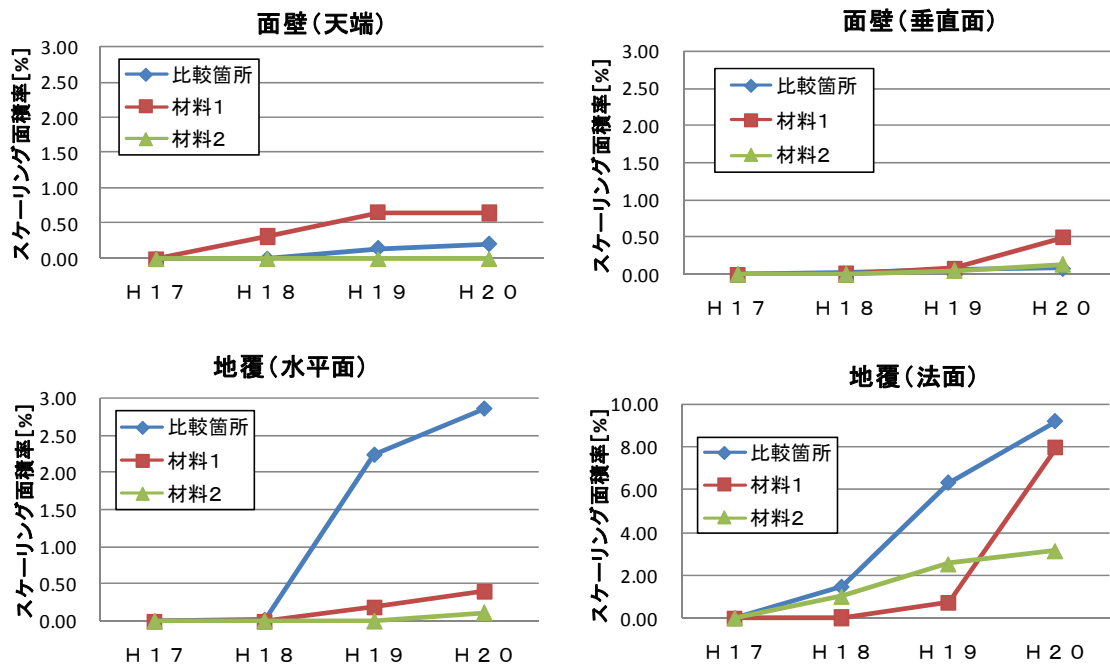 面壁(天端)
スケーリング面積率[%]
3.00
2.50
2.00
1.50
1.00
0.50
0.00
比較箇所
材料1
材料2
H17 H18 H19 H20
面壁(垂直面)
スケーリング面積率[%]
3.00
2.50
2.00
1.50
1.00
0.50
0.00
比較箇所
材料1
材料2
H17 H18 H19 H20
地覆(水平面)
スケーリング面積率[%]
3.00
2.50
2.00
1.50
1.00
0.50
0.00
比較箇所
材料1
材料2
H17 H18 H19 H20
地覆(法面)
スケーリング面積率[%]
10.00
8.00
6.00
4.00
2.00
0.00
比較箇所
材料1
材料2
H17 H18 H19 H20